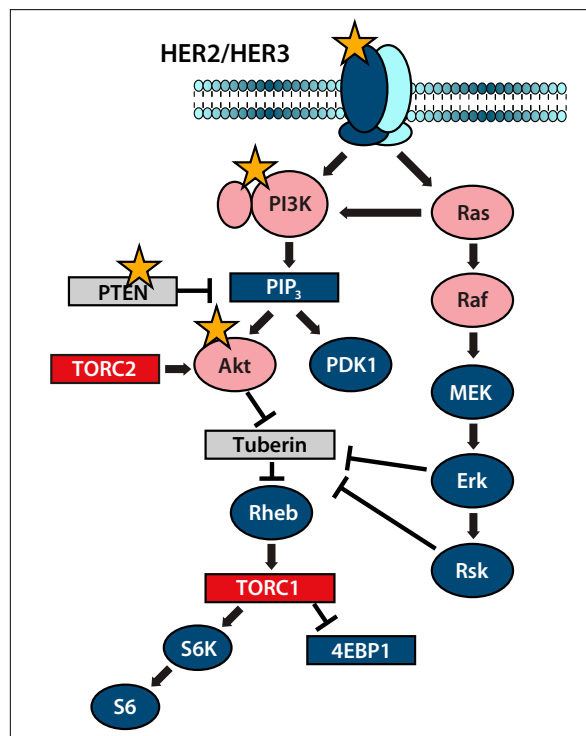 HER2/HER3
PI3K
Ras
PTEN
PIP3
Raf
TORC2
Akt
PDK1
MEK
Tuberin
Erk
Rheb
Rsk
TORC1
S6K
4EBP1
S6